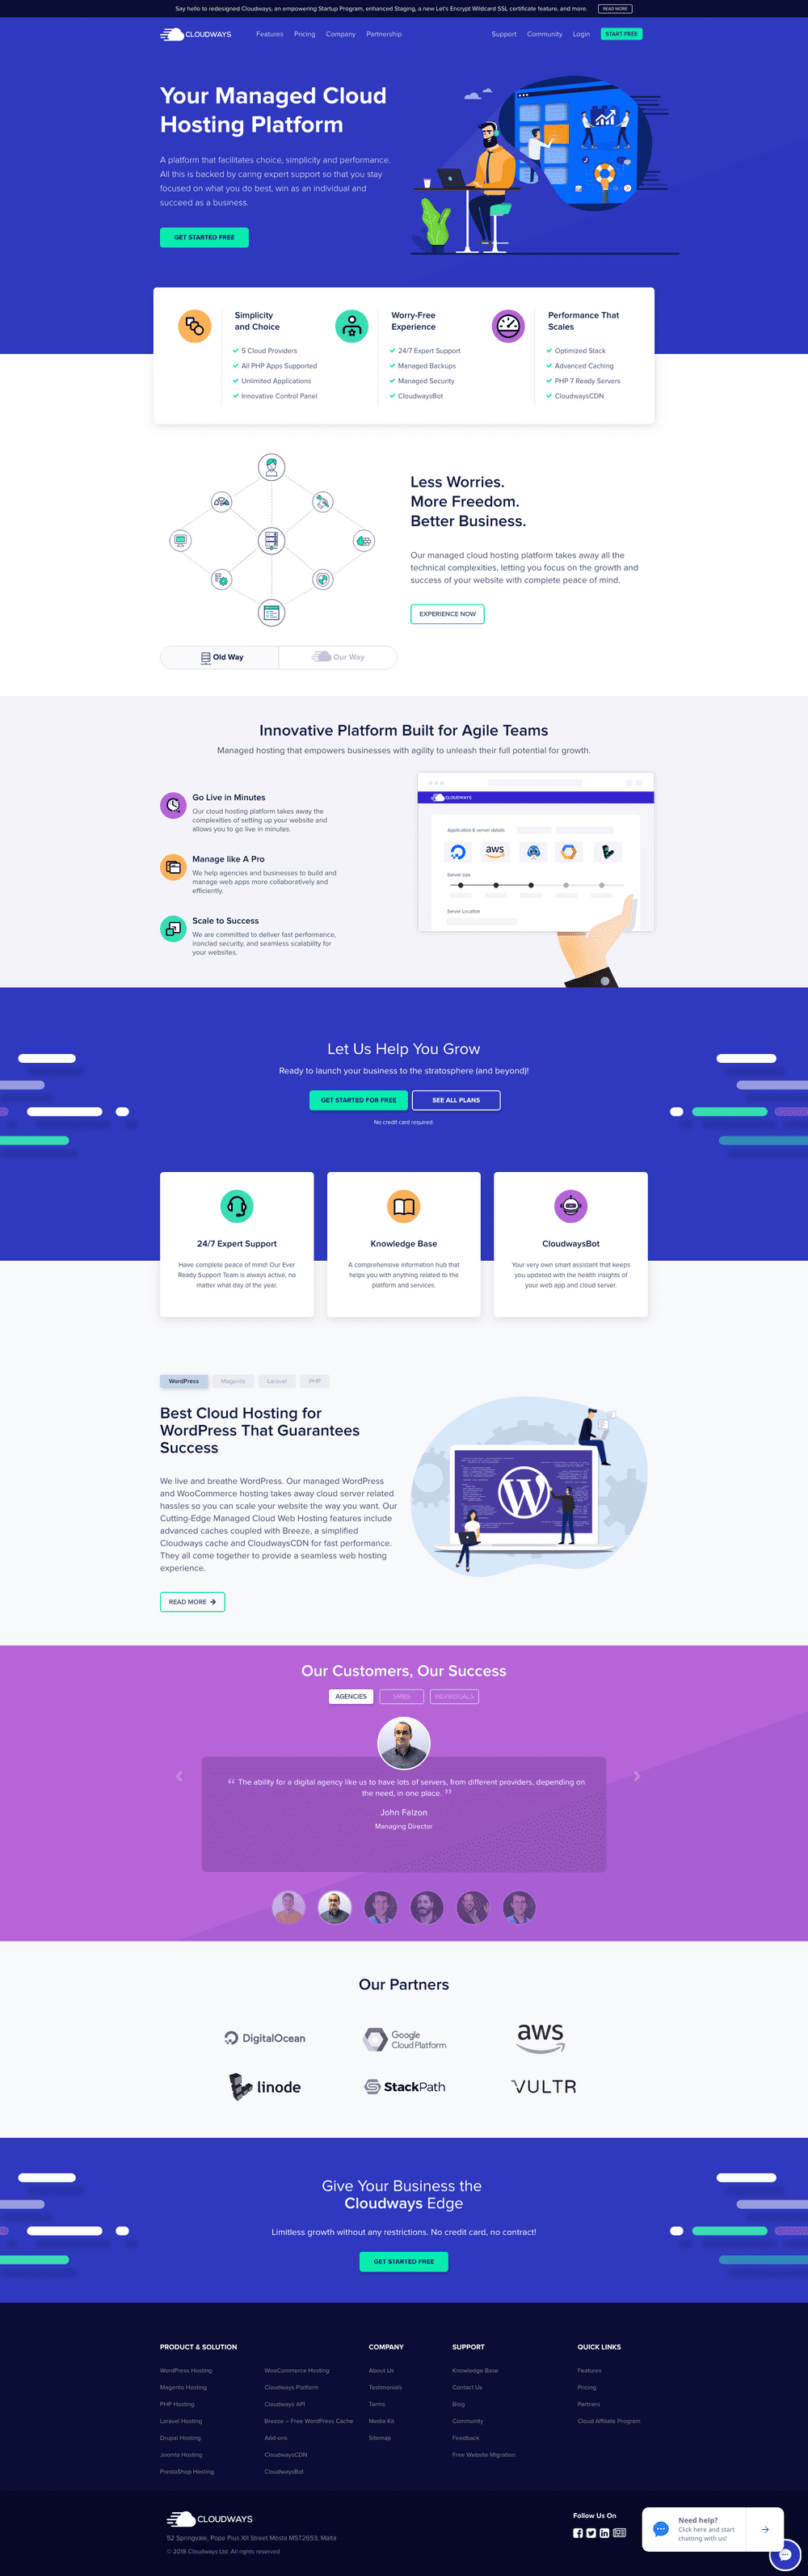 Say hello to redesigned Cloudways, an empowering Startup Program, enhanced Staging, a new Let's Encrypt Wildcard SSL certificate feature, and more. READ MORE
CLOUDWAYS Features Pricing Company Partnership Support Community Login START FREE
Your Managed Cloud
Hosting Platform
A platform that facilitates choice, simplicity and performance.
All this is backed by caring expert support so that you stay
focused on what you do best, win as an individual and
succeed as a business.
GET STARTED FREE
Simplicity
and Choice
5 Cloud Providers
All PHP Apps Supported
Unlimited Applications
Innovative Control Panel
Worry-Free
Experience
24/7 Expert Support
Managed Backups
Managed Security
CloudwaysBot
Performance That
Scales
Optimized Stack
Advanced Caching
PHP 7 Ready Servers
CloudwaysCDN
Less Worries.
More Freedom.
Better Business.
Our managed cloud hosting platform takes away all the
technical complexities, letting you focus on the growth and
success of your website with complete peace of mind.
EXPERIENCE NOW
Old Way Our Way
Innovative Platform Built for Agile Teams
Managed hosting that empowers businesses with agility to unleash their full potential for growth.
Go Live in Minutes
Our cloud hosting platform takes away the
complexities of setting up your website and
allows you to go live in minutes.
Manage like A Pro
We help agencies and businesses to build and
manage web apps more collaboratively and
efficiently.
Scale to Success
We are committed to deliver fast performance,
ironclad security, and seamless scalability for
your websites.
CLOUDWAYS
Application & server details
aws
Server size
Server Location
Let Us Help You Grow
Ready to launch your business to the stratosphere (and beyond)!
GET STARTED FOR FREE SEE ALL PLANS
No credit card required.
24/7 Expert Support
Have complete peace of mind! Our Ever
Ready Support Team is always active, no
matter what day of the year.
Knowledge Base
A comprehensive information hub that
helps you with anything related to the
platform and services.
CloudwaysBot
Your very own smart assistant that keeps
you updated with the health insights of
your web app and cloud server.
WordPress Magento Laravel PHP
Best Cloud Hosting for
WordPress That Guarantees
Success
We live and breathe WordPress. Our managed WordPress
and WooCommerce hosting takes away cloud server related
hassles so you can scale your website the way you want. Our
Cutting-Edge Managed Cloud Web Hosting features include
advanced caches coupled with Breeze, a simplified
Cloudways cache and CloudwaysCDN for fast performance.
They all come together to provide a seamless web hosting
experience.
READ MORE
Our Customers, Our Success
AGENCIES SMBS INDIVIDUALS
“ The ability for a digital agency like us to have lots of servers, from different providers, depending on
the need, in one place. ”
John Falzon
Managing Director
Our Partners
DigitalOcean
Google
Cloud Platform
aws
linode
StackPath
VULTR
Give Your Business the
Cloudways Edge
Limitless growth without any restrictions. No credit card, no contract!
GET STARTED FREE
PRODUCT & SOLUTION
WordPress Hosting
Magento Hosting
PHP Hosting
Laravel Hosting
Drupal Hosting
Joomla Hosting
PrestaShop Hosting
WooCommerce Hosting
Cloudways Platform
Cloudways API
Breeze – Free WordPress Cache
Add-ons
CloudwaysCDN
CloudwaysBot
COMPANY
About Us
Testimonials
Terms
Media Kit
Sitemap
SUPPORT
Knowledge Base
Contact Us
Blog
Community
Feedback
Free Website Migration
QUICK LINKS
Features
Pricing
Partners
Cloud Affiliate Program
CLOUDWAYS
52 Springvale, Pope Pius XII Street Mosta MST2653, Malta
© 2018 Cloudways Ltd. All rights reserved
Follow Us On
Need help?
Click here and start
chatting with us!